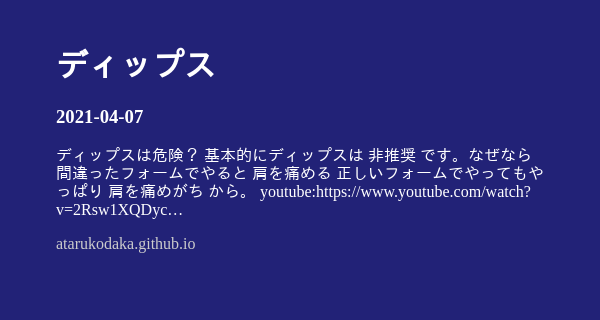 ディップス
2021-04-07
ディップスは危険？ 基本的にディップスは 非推奨 です。なぜなら
間違ったフォームでやると 肩を痛める 正しいフォームでやってもや
っぱり 肩を痛めがち から。 youtube:https://www.youtube.com/watch?
v=2Rsw1XQDyc…
atarukodaka.github.io